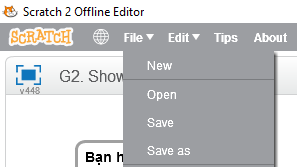 Scratch 2 Offline Editor
SCRATCH File Edit Tips About
New
v448 G2. Show
Open
Save
Save as
Bạn h